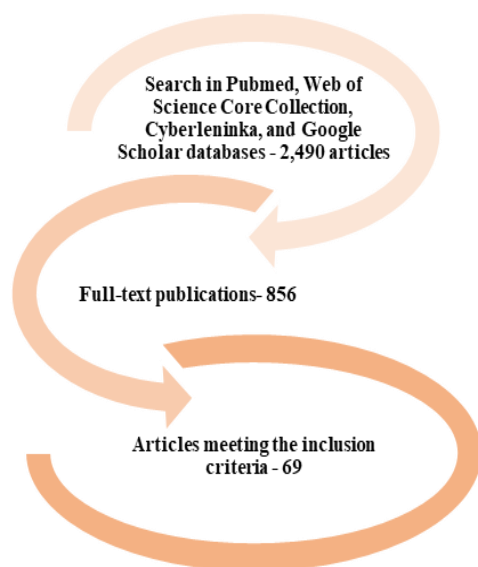 Search in Pubmed, Web of
Science Core Collection,
Cyberleninka, and Google
Scholar databases - 2,490 articles
Full-text publications- 856
Articles meeting the inclusion
criteria - 69